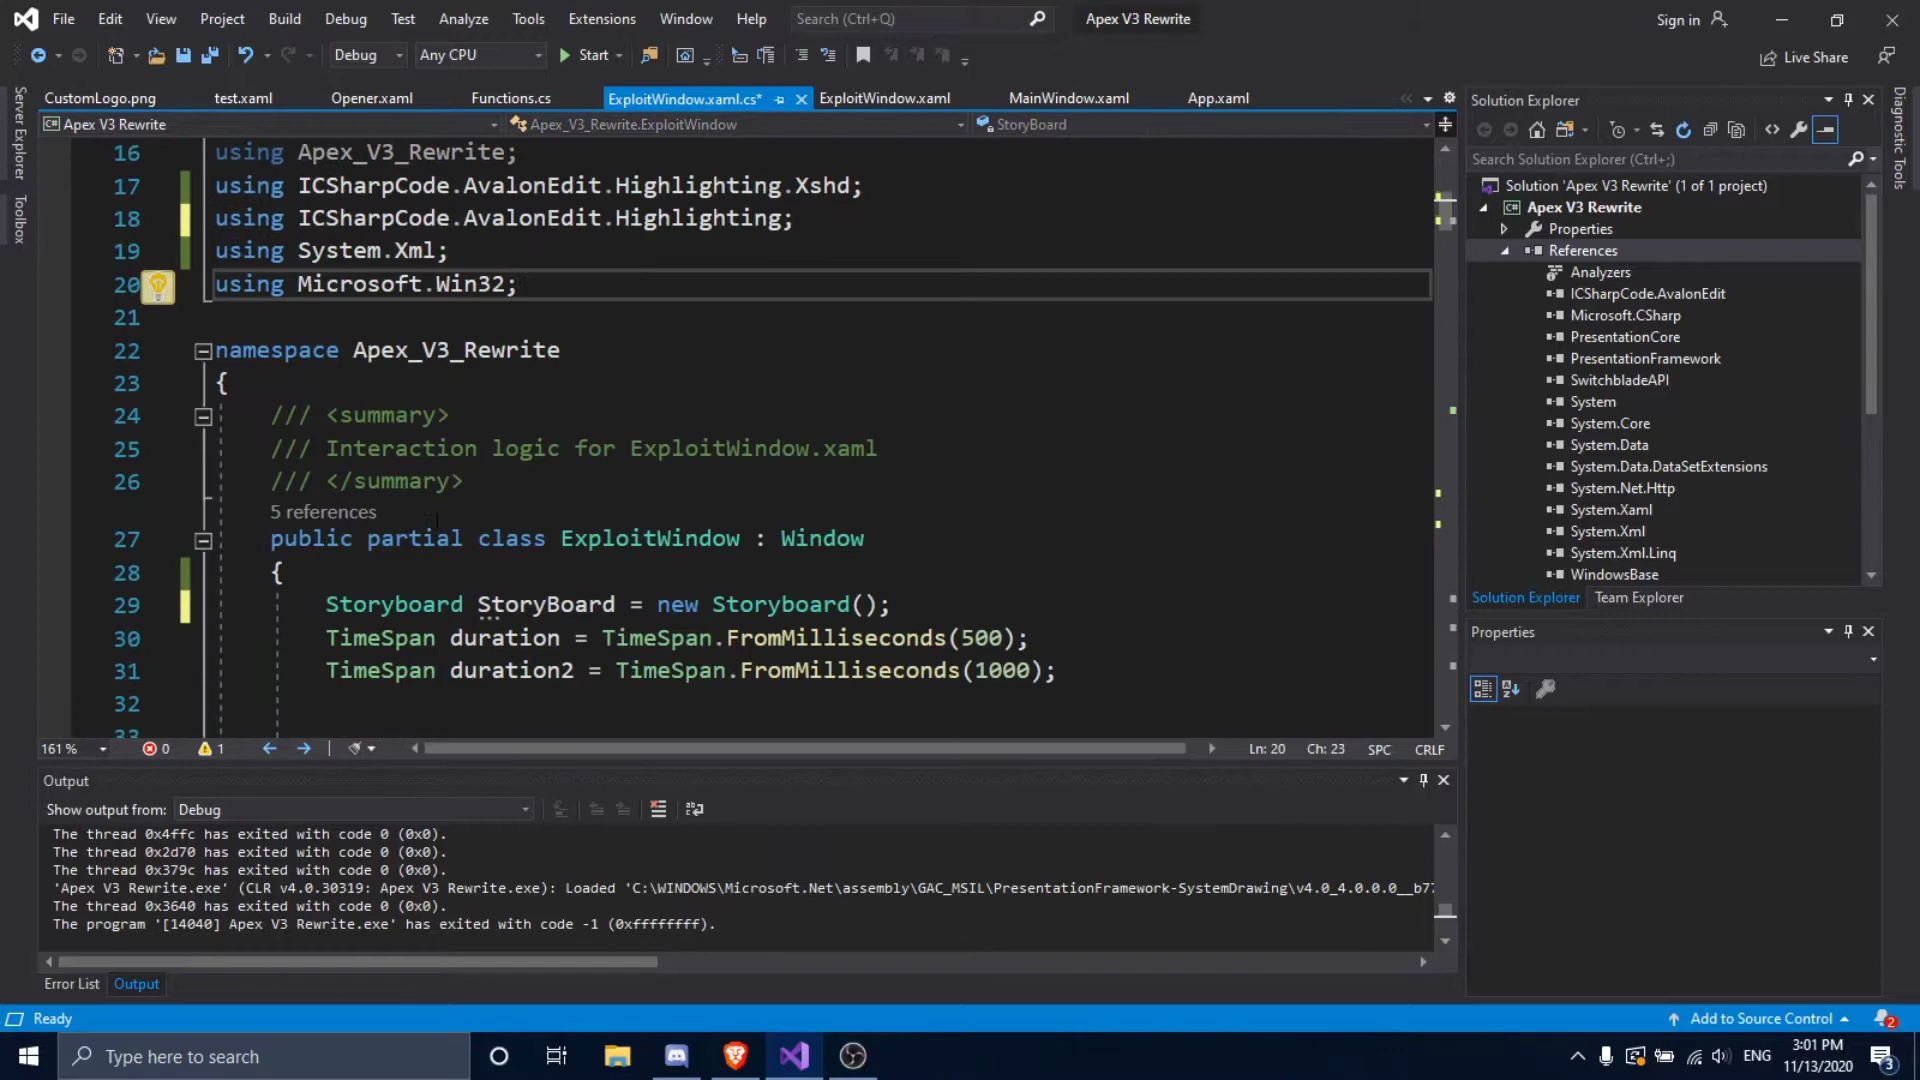 File Edit View Project Build Debug Test Analyze Tools Extensions Window Help Search (Ctrl+Q) Apex V3 Rewrite Sign in
Debug Any CPU Start Live Share
Server Explorer
Toolbox
CustomLogo.png test.xaml Opener.xaml Functions.cs ExploitWindow.xaml.cs* ExploitWindow.xaml MainWindow.xaml App.xaml
Apex V3 Rewrite Apex_V3_Rewrite.ExploitWindow StoryBoard
16 using Apex_V3_Rewrite;
17 using ICSharpCode.AvalonEdit.Highlighting.Xshd;
18 using ICSharpCode.AvalonEdit.Highlighting;
19 using System.Xml;
20 using Microsoft.Win32;
21
22 namespace Apex_V3_Rewrite
23 {
24 /// <summary>
25 /// Interaction logic for ExploitWindow.xaml
26 /// </summary>
5 references
27 public partial class ExploitWindow : Window
28 {
29 Storyboard StoryBoard = new Storyboard();
30 TimeSpan duration = TimeSpan.FromMilliseconds(500);
31 TimeSpan duration2 = TimeSpan.FromMilliseconds(1000);
32
33
161 % 0 1 Ln: 20 Ch: 23 SPC CRLF
Output
Show output from: Debug
The thread 0x4ffc has exited with code 0 (0x0).
The thread 0x2d70 has exited with code 0 (0x0).
The thread 0x379c has exited with code 0 (0x0).
'Apex V3 Rewrite.exe' (CLR v4.0.30319: Apex V3 Rewrite.exe): Loaded 'C:\WINDOWS\Microsoft.Net\assembly\GAC_MSIL\PresentationFramework-SystemDrawing\v4.0_4.0.0.0__b77
The thread 0x3640 has exited with code 0 (0x0).
The program '[14040] Apex V3 Rewrite.exe' has exited with code -1 (0xffffffff).
Error List Output
Solution Explorer
Search Solution Explorer (Ctrl+;)
Solution 'Apex V3 Rewrite' (1 of 1 project)
Apex V3 Rewrite
Properties
References
Analyzers
ICSharpCode.AvalonEdit
Microsoft.CSharp
PresentationCore
PresentationFramework
SwitchbladeAPI
System
System.Core
System.Data
System.Data.DataSetExtensions
System.Net.Http
System.Xaml
System.Xml
System.Xml.Linq
WindowsBase
Solution Explorer Team Explorer
Properties
Diagnostic Tools
Ready Add to Source Control 2
Type here to search ENG 3:01 PM
11/13/2020 3